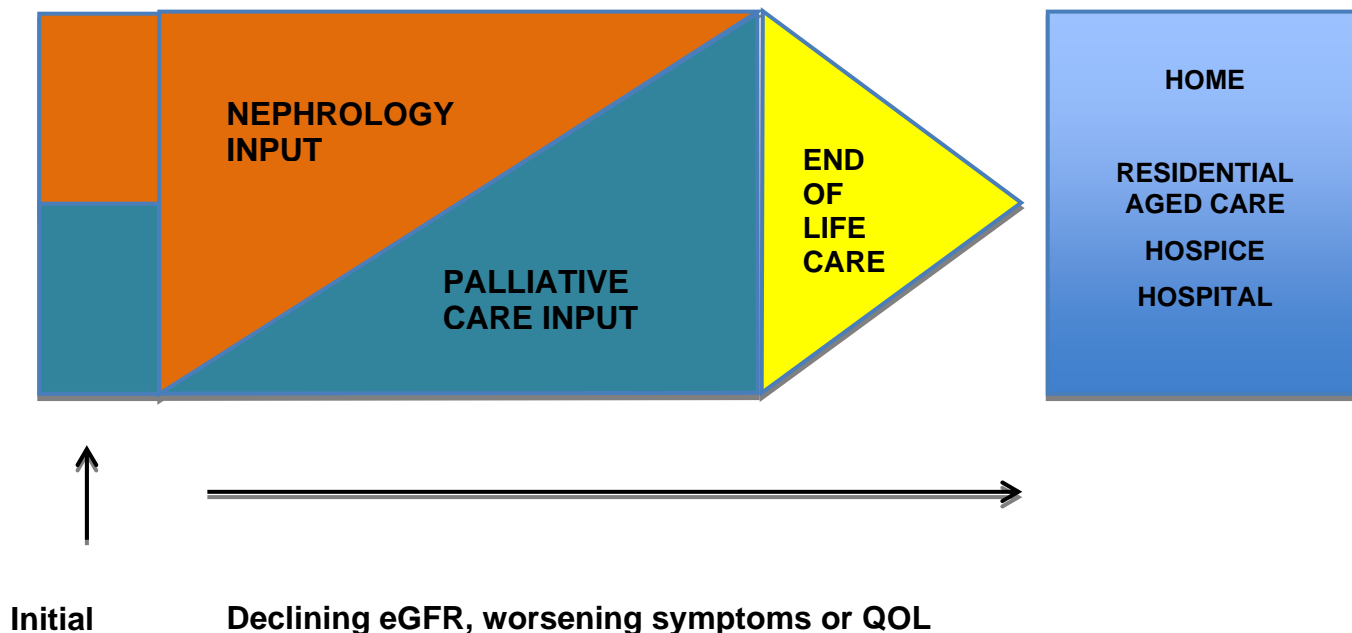 NEPHROLOGY
INPUT
PALLIATIVE
CARE INPUT
END
OF
LIFE
CARE
HOME
RESIDENTIAL
AGED CARE
HOSPICE
HOSPITAL
Initial
Declining eGFR, worsening symptoms or QOL